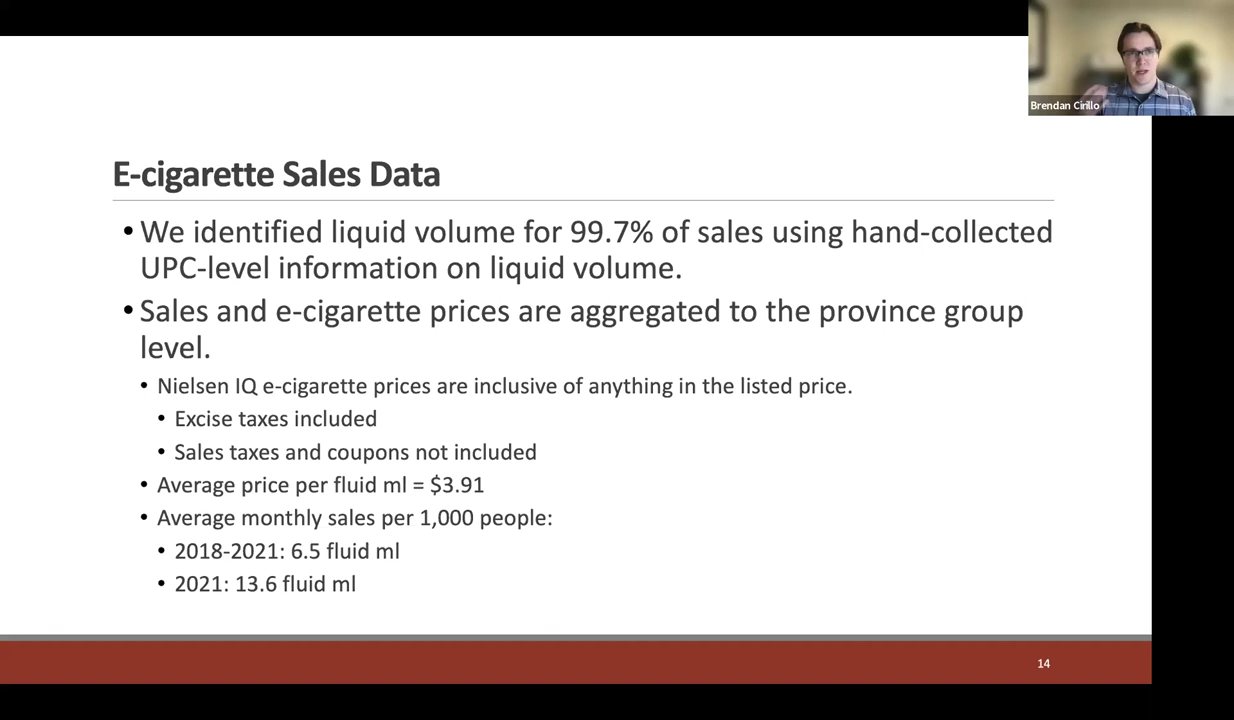 Brendan Cirillo
E-cigarette Sales Data
• We identified liquid volume for 99.7% of sales using hand-collected
UPC-level information on liquid volume.
• Sales and e-cigarette prices are aggregated to the province group
level.
• Nielsen IQ e-cigarette prices are inclusive of anything in the listed price.
• Excise taxes included
• Sales taxes and coupons not included
• Average price per fluid ml = $3.91
• Average monthly sales per 1,000 people:
• 2018-2021: 6.5 fluid ml
• 2021: 13.6 fluid ml
14